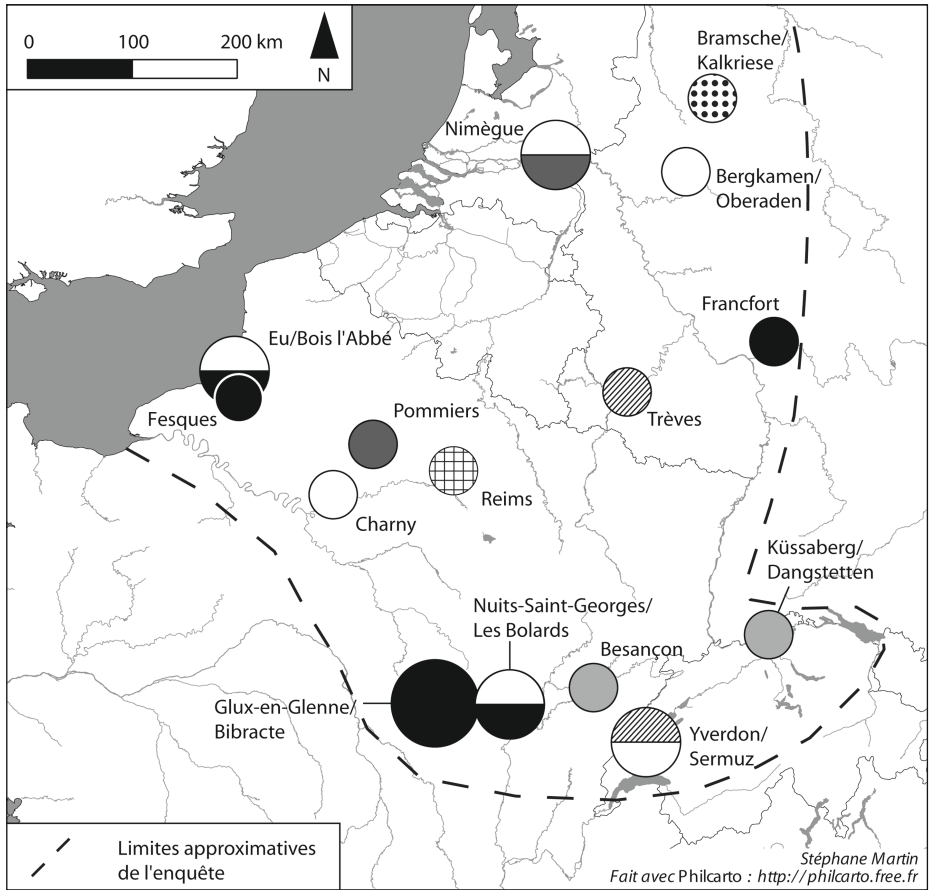 0 100 200 km
N
Bramsche/
Kalkriese
Nimègue
Bergkamen/
Oberaden
Francfort
Eu/Bois l'Abbé
Fesques
Pommiers
Trèves
Reims
Charny
Küssaberg/
Dangstetten
Nuits-Saint-Georges/
Les Bolards
Besançon
Glux-en-Glenne/
Bibracte
Yverdon/
Sermuz
Limites approximatives
de l'enquête
Stéphane Martin
Fait avec Philcarto : http://philcarto.free.fr